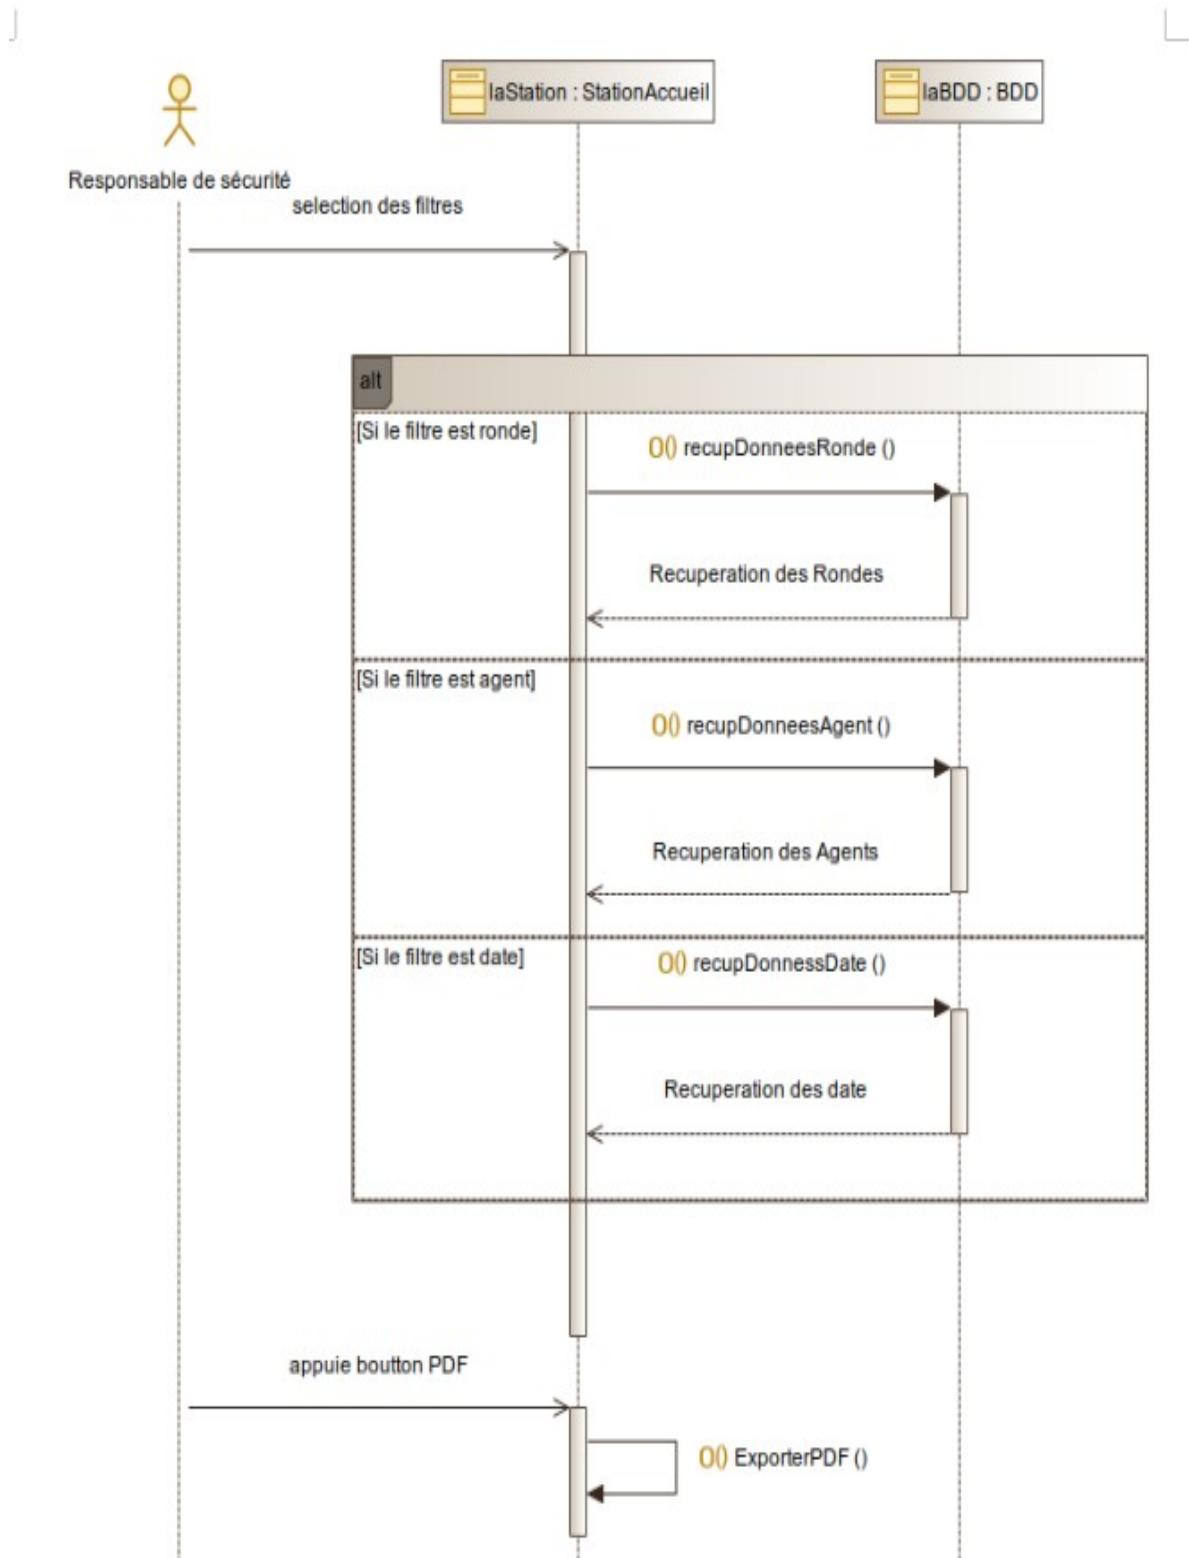 laStation : StationAccueil
laBDD : BDD
Responsable de sécurité
selection des filtres
alt
[Si le filtre est ronde]
O() recupDonneesRonde ()
Recuperation des Rondes
[Si le filtre est agent]
O() recupDonneesAgent ()
Recuperation des Agents
[Si le filtre est date]
O() recupDonnessDate ()
Recuperation des date
appuie boutton PDF
O() ExporterPDF ()